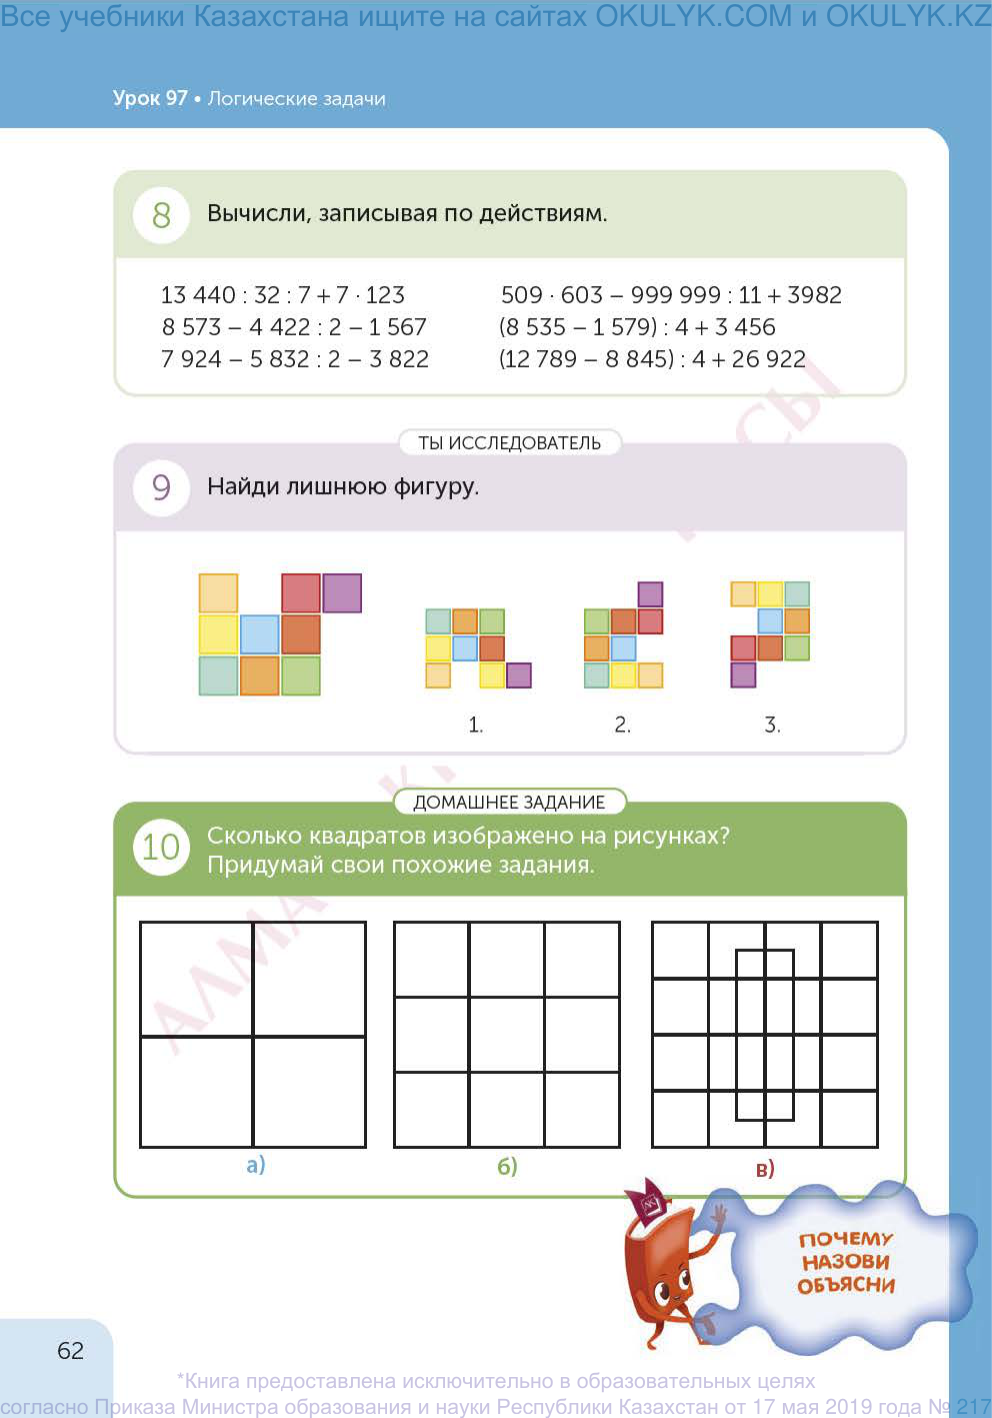 Все учебники Казахстана ищите на сайтах OKULYK.COM и OKULYK.KZ
Урок 97 • Логические задачи
8 Вычисли, записывая по действиям.
13 440 : 32 : 7 + 7 · 123
8 573 – 4 422 : 2 – 1 567
7 924 – 5 832 : 2 – 3 822
509 · 603 – 999 999 : 11 + 3982
(8 535 – 1 579) : 4 + 3 456
(12 789 – 8 845) : 4 + 26 922
ТЫ ИССЛЕДОВАТЕЛЬ
9 Найди лишнюю фигуру.
1. 2. 3.
ДОМАШНЕЕ ЗАДАНИЕ
10 Сколько квадратов изображено на рисунках?
Придумай свои похожие задания.
а) б) в)
ПОЧЕМУ
НАЗОВИ
ОБЪЯСНИ
62
*Книга предоставлена исключительно в образовательных целях
согласно Приказа Министра образования и науки Республики Казахстан от 17 мая 2019 года № 217